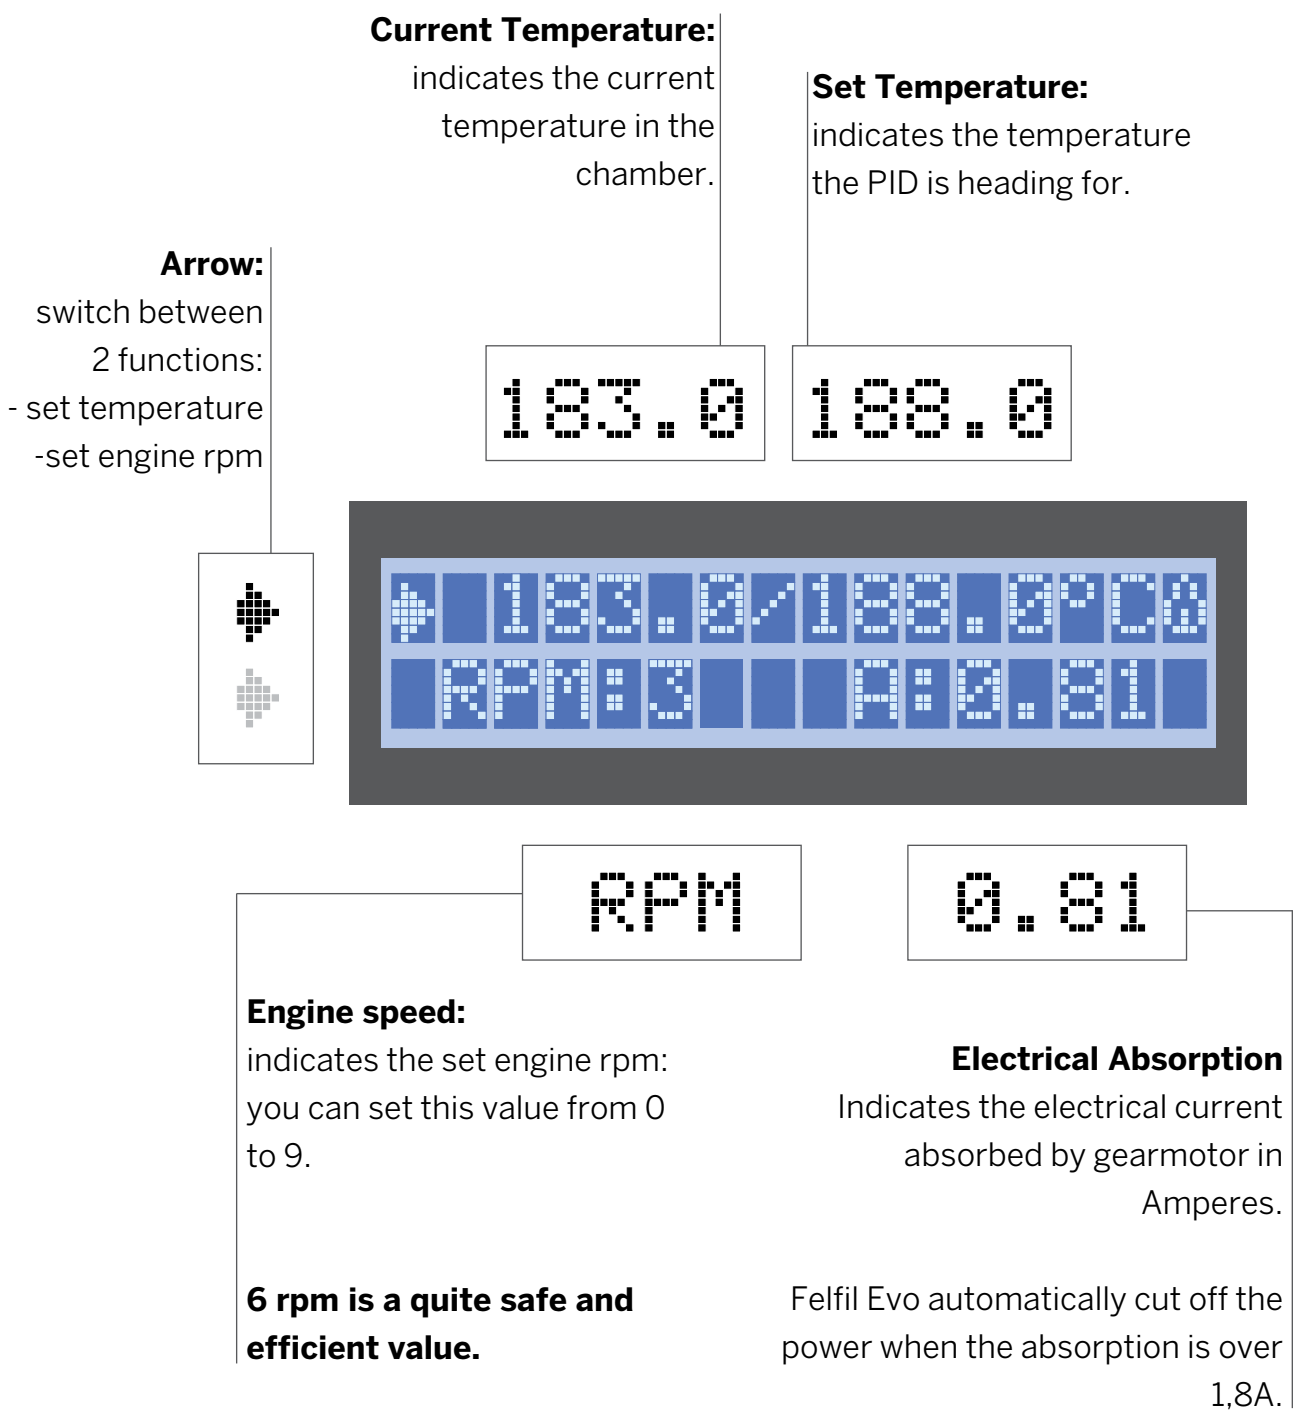 Current Temperature:
indicates the current
temperature in the
chamber.
Set Temperature:
indicates the temperature
the PID is heading for.
Arrow:
switch between
2 functions:
- set temperature
-set engine rpm
183.0
188.0
183.0/188.0°C
RPM:3 A:0.81
RPM
0.81
Engine speed:
indicates the set engine rpm:
you can set this value from 0
to 9.
6 rpm is a quite safe and
efficient value.
Electrical Absorption
Indicates the electrical current
absorbed by gearmotor in
Amperes.
Felfil Evo automatically cut off the
power when the absorption is over
1,8A.